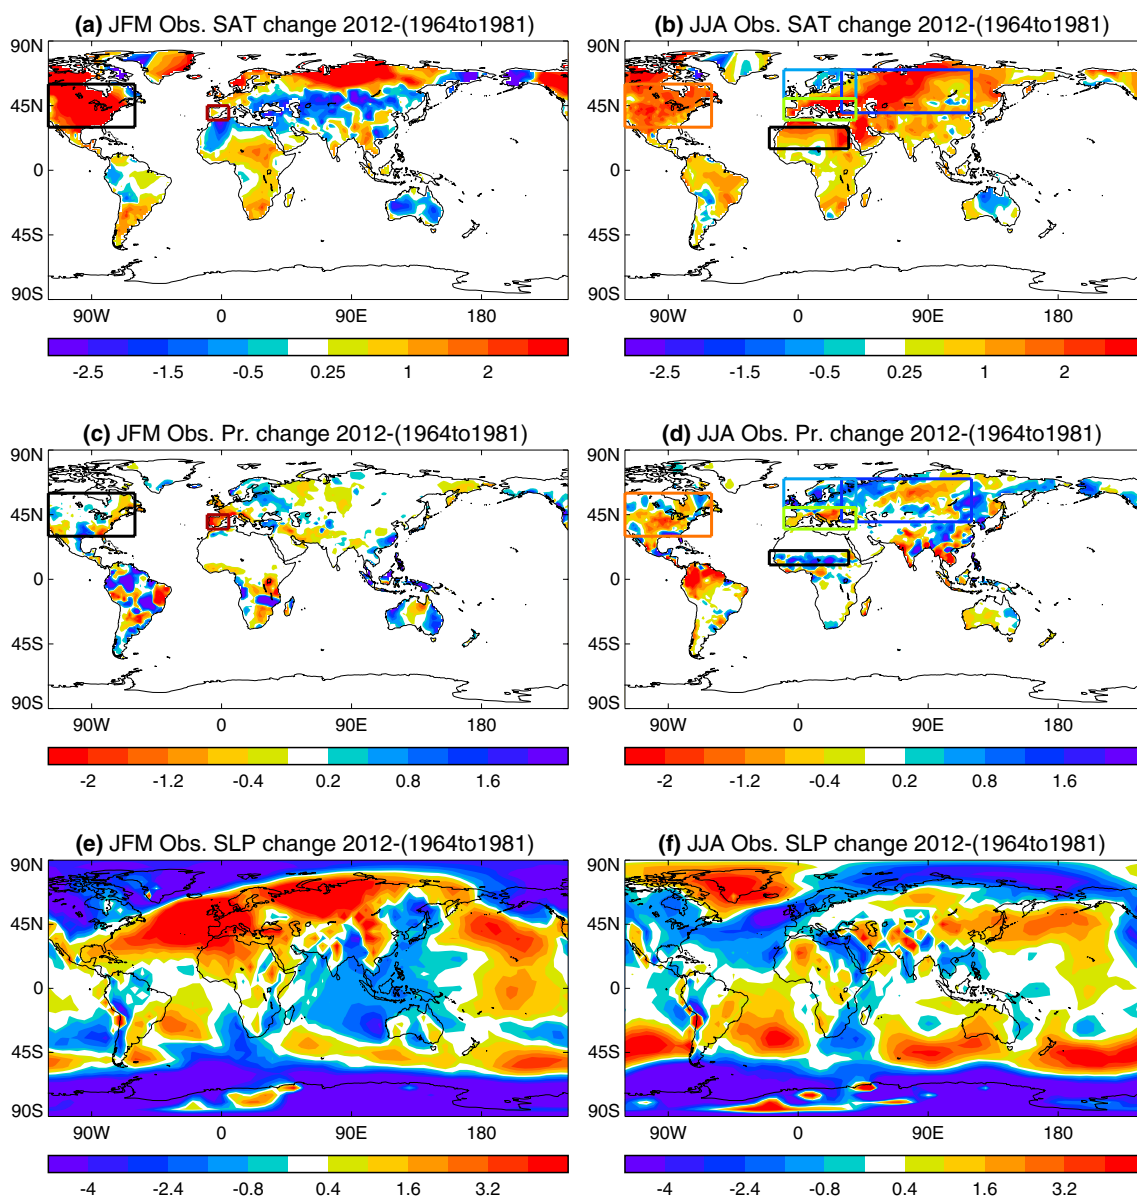 (a) JFM Obs. SAT change 2012-(1964to1981)
90N
45N
0
45S
90S
90W 0 90E 180
-2.5 -1.5 -0.5 0.25 1 2
(b) JJA Obs. SAT change 2012-(1964to1981)
90N
45N
0
45S
90S
90W 0 90E 180
-2.5 -1.5 -0.5 0.25 1 2
(c) JFM Obs. Pr. change 2012-(1964to1981)
90N
45N
0
45S
90S
90W 0 90E 180
-2 -1.2 -0.4 0.2 0.8 1.6
(d) JJA Obs. Pr. change 2012-(1964to1981)
90N
45N
0
45S
90S
90W 0 90E 180
-2 -1.2 -0.4 0.2 0.8 1.6
(e) JFM Obs. SLP change 2012-(1964to1981)
90N
45N
0
45S
90S
90W 0 90E 180
-4 -2.4 -0.8 0.4 1.6 3.2
(f) JJA Obs. SLP change 2012-(1964to1981)
90N
45N
0
45S
90S
90W 0 90E 180
-4 -2.4 -0.8 0.4 1.6 3.2